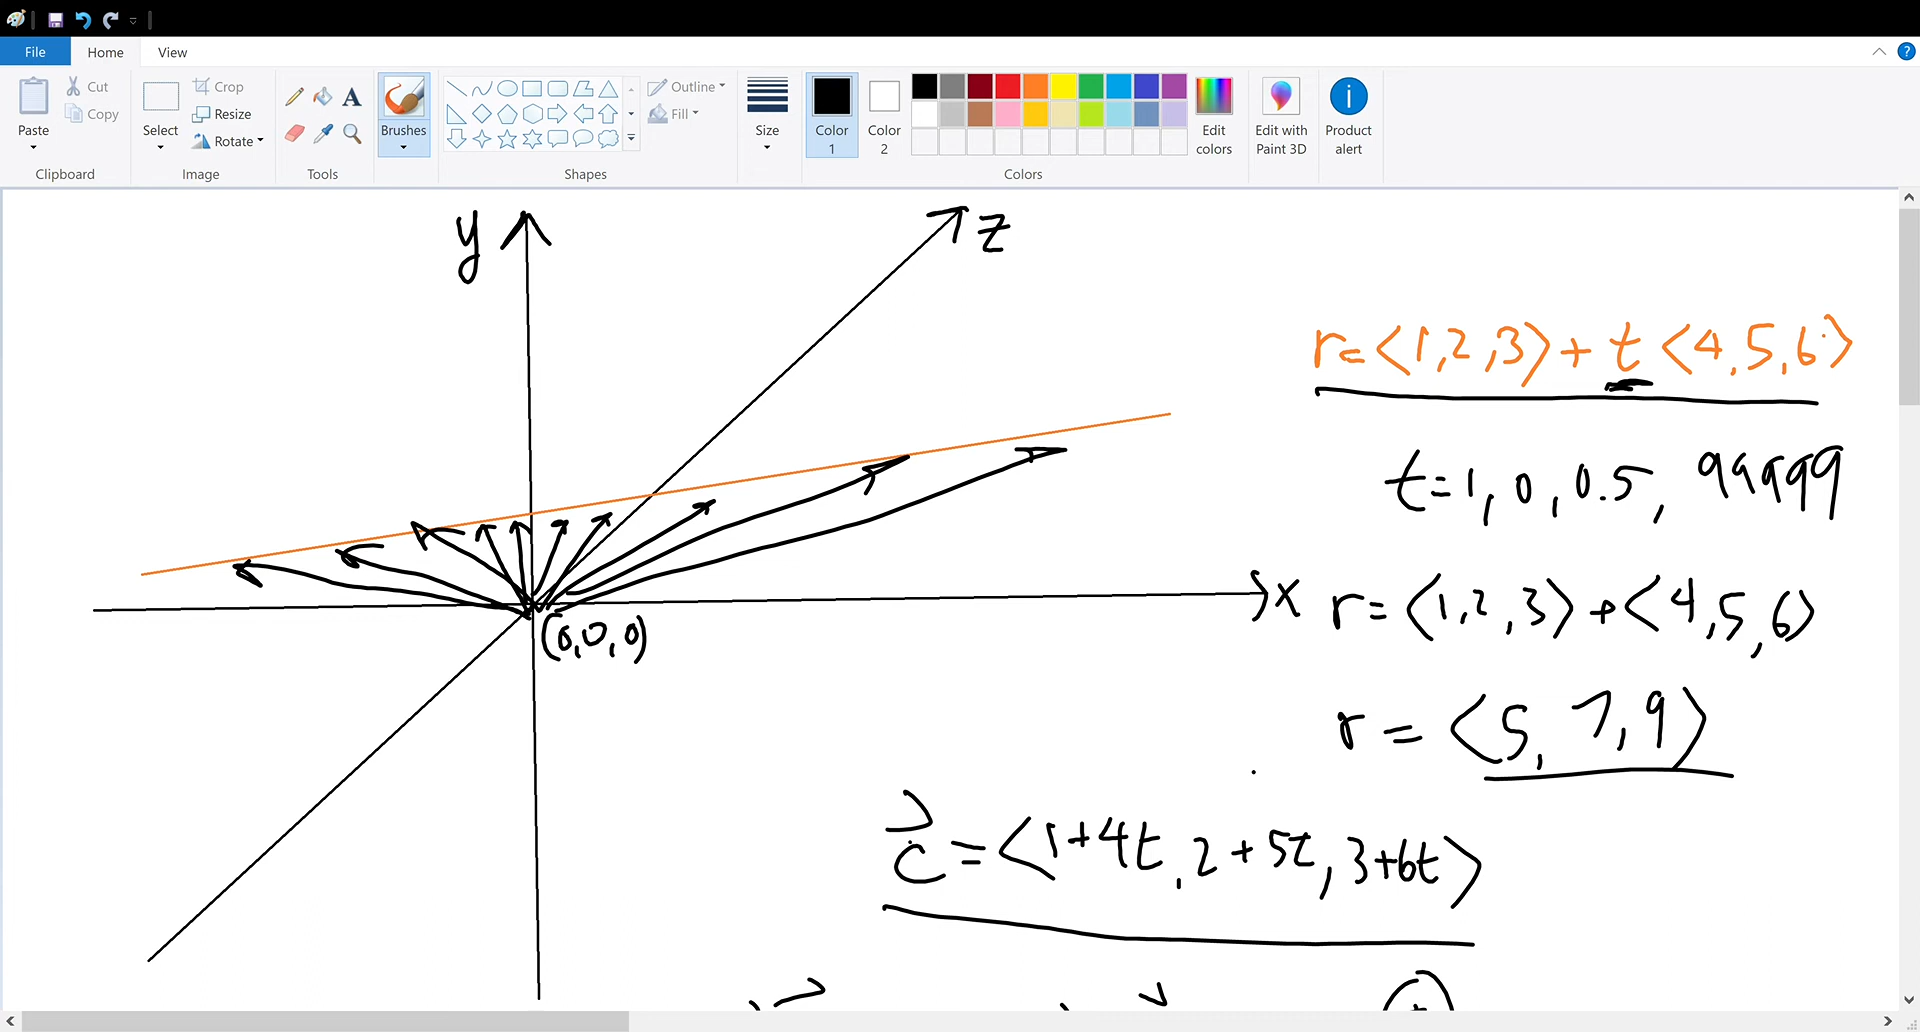 File Home View
Paste
Cut
Copy
Clipboard
Select
Crop
Resize
Rotate
Image
A
Tools
Brushes
Outline
Fill
Shapes
Size
Color 1
Color 2
Edit colors
Edit with Paint 3D
Product alert
Colors
y
z
x
(0,0,0)
r=<1,2,3>+t<4,5,6>
t=1,0,0.5,99999
r=<1,2,3>+<4,5,6>
r=<5,7,9>
c=<1+4t,2+5t,3+6t>